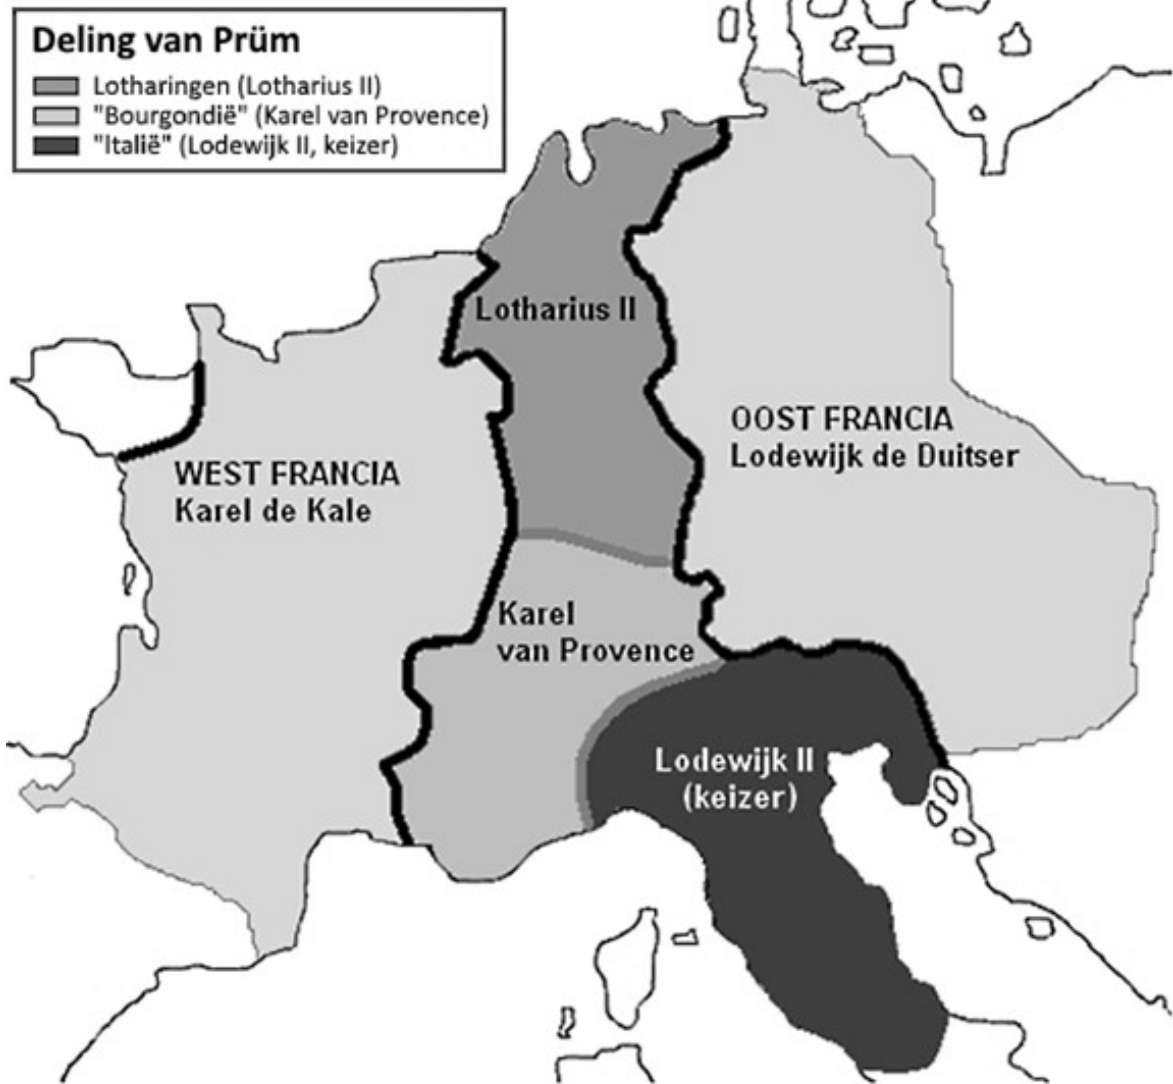 Deling van Prüm
Lotharingen (Lotharius II)
"Bourgondië" (Karel van Provence)
"Italië" (Lodewijk II, keizer)
Lotharius II
OOST FRANCIA
Lodewijk de Duitser
WEST FRANCIA
Karel de Kale
Karel
van Provence
Lodewijk II
(keizer)